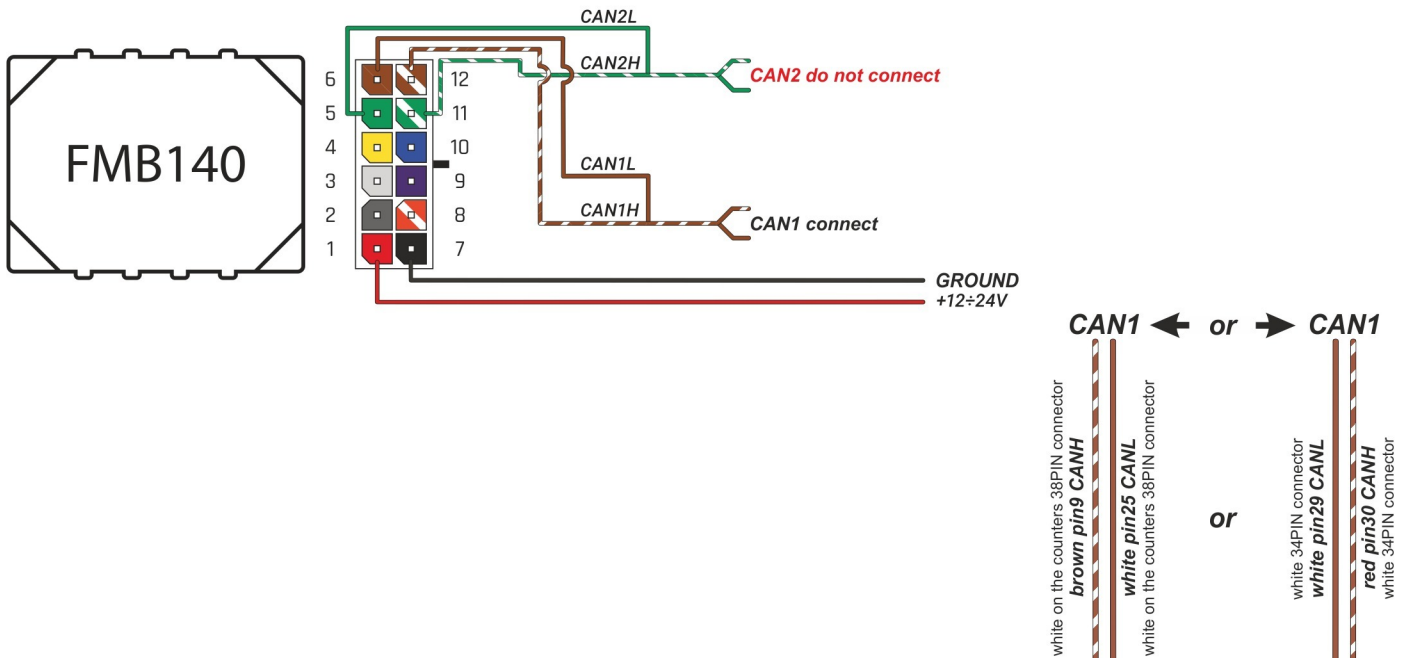 FMB140
CAN2L
CAN2H
CAN2 do not connect
6
12
5
11
4
10
3
9
2
8
1
7
CAN1L
CAN1H
CAN1 connect
GROUND
+12÷24V
CAN1 or CAN1
white on the counters 38PIN connector
brown pin9 CANH
white pin25 CANL
white on the counters 38PIN connector
or
white 34PIN connector
white pin29 CANL
red pin30 CANH
white 34PIN connector